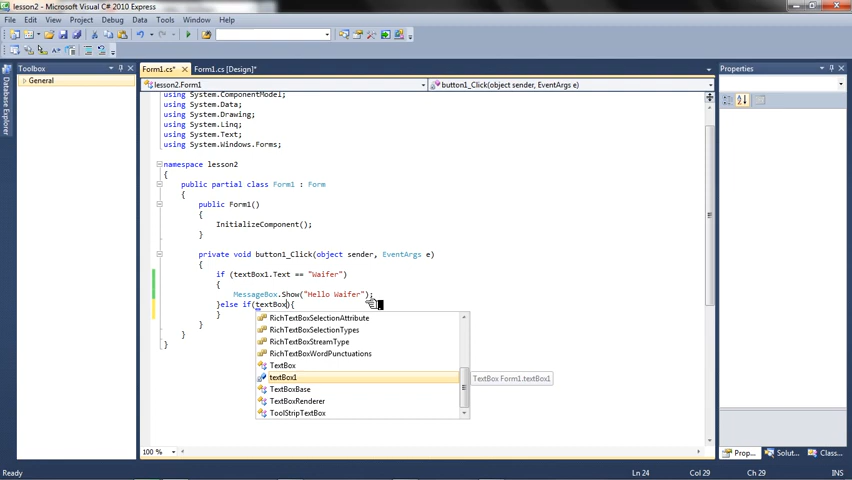 lesson2 - Microsoft Visual C# 2010 Express
File Edit View Project Debug Data Tools Window Help
Toolbox
General
Database Explorer
Form1.cs* Form1.cs [Design]*
lesson2.Form1 button1_Click(object sender, EventArgs e)
using System.ComponentModel;
using System.Data;
using System.Drawing;
using System.Linq;
using System.Text;
using System.Windows.Forms;
namespace lesson2
{
public partial class Form1 : Form
{
public Form1()
{
InitializeComponent();
}
private void button1_Click(object sender, EventArgs e)
{
if (textBox1.Text == "Waifer")
{
MessageBox.Show("Hello Waifer");
}else if(textBox){
}
}
}
}
RichTextBoxSelectionAttribute
RichTextBoxSelectionTypes
RichTextBoxStreamType
RichTextBoxWordPunctuations
TextBox
textBox1
TextBoxBase
TextBoxRenderer
ToolStripTextBox
TextBox Form1.textBox1
Properties
100 %
Prop... Solut... Class...
Ready Ln 24 Col 29 Ch 29 INS